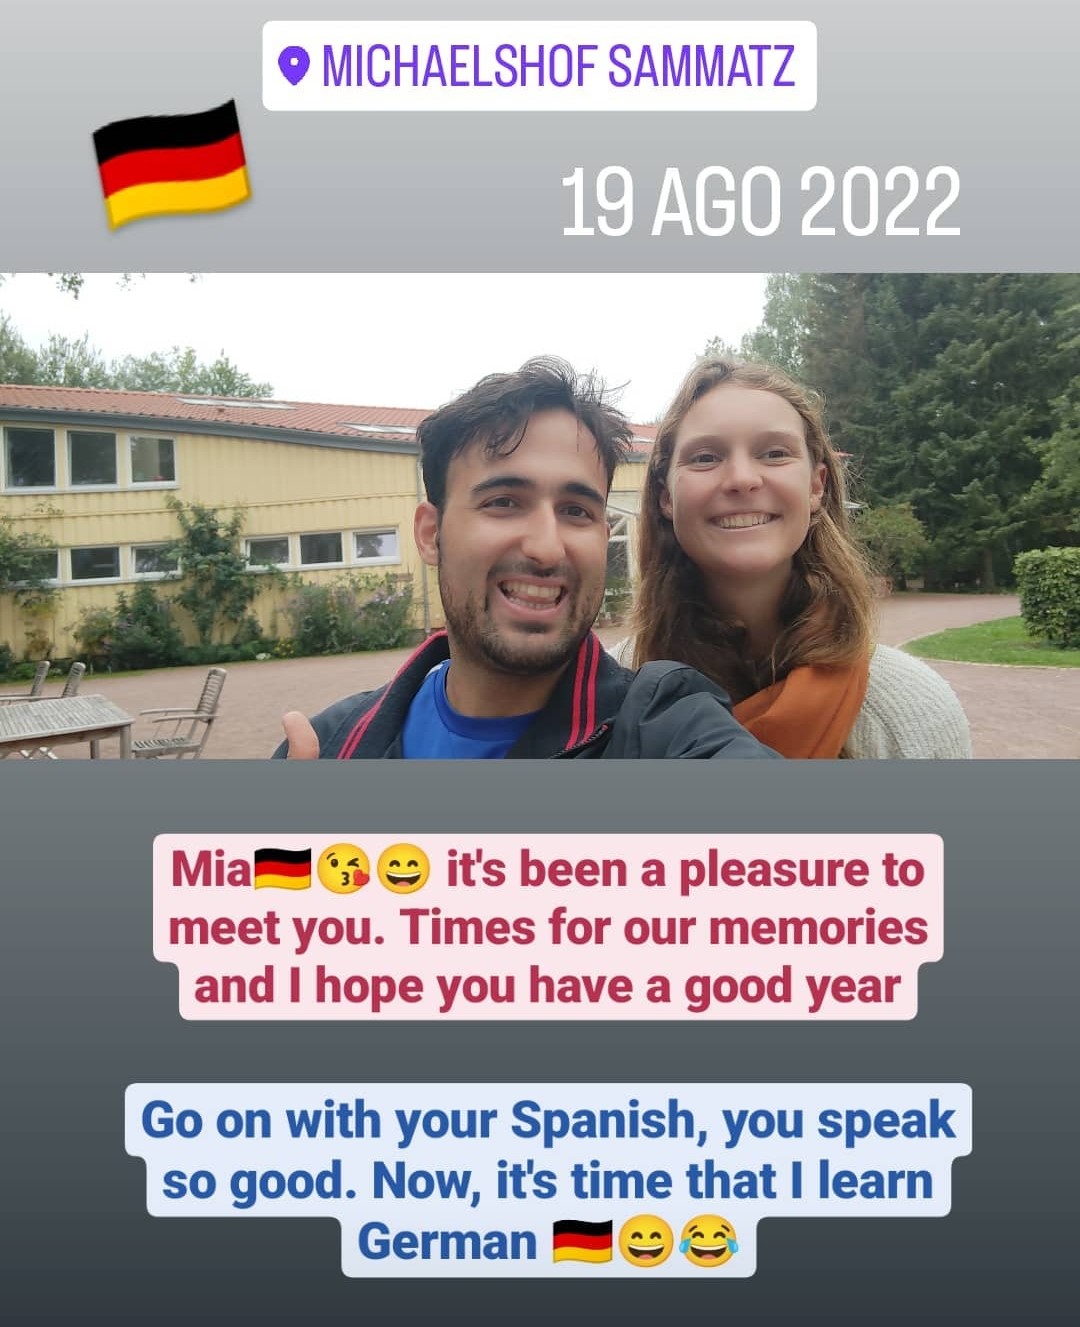 MICHAELSHOF SAMMATZ
19 AGO 2022
Mia🇩🇪😘😄 it's been a pleasure to
meet you. Times for our memories
and I hope you have a good year
Go on with your Spanish, you speak
so good. Now, it's time that I learn
German 🇩🇪😄😂